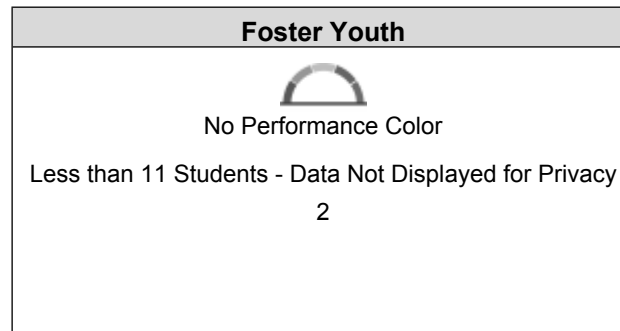 Foster Youth
No Performance Color
Less than 11 Students - Data Not Displayed for Privacy
2